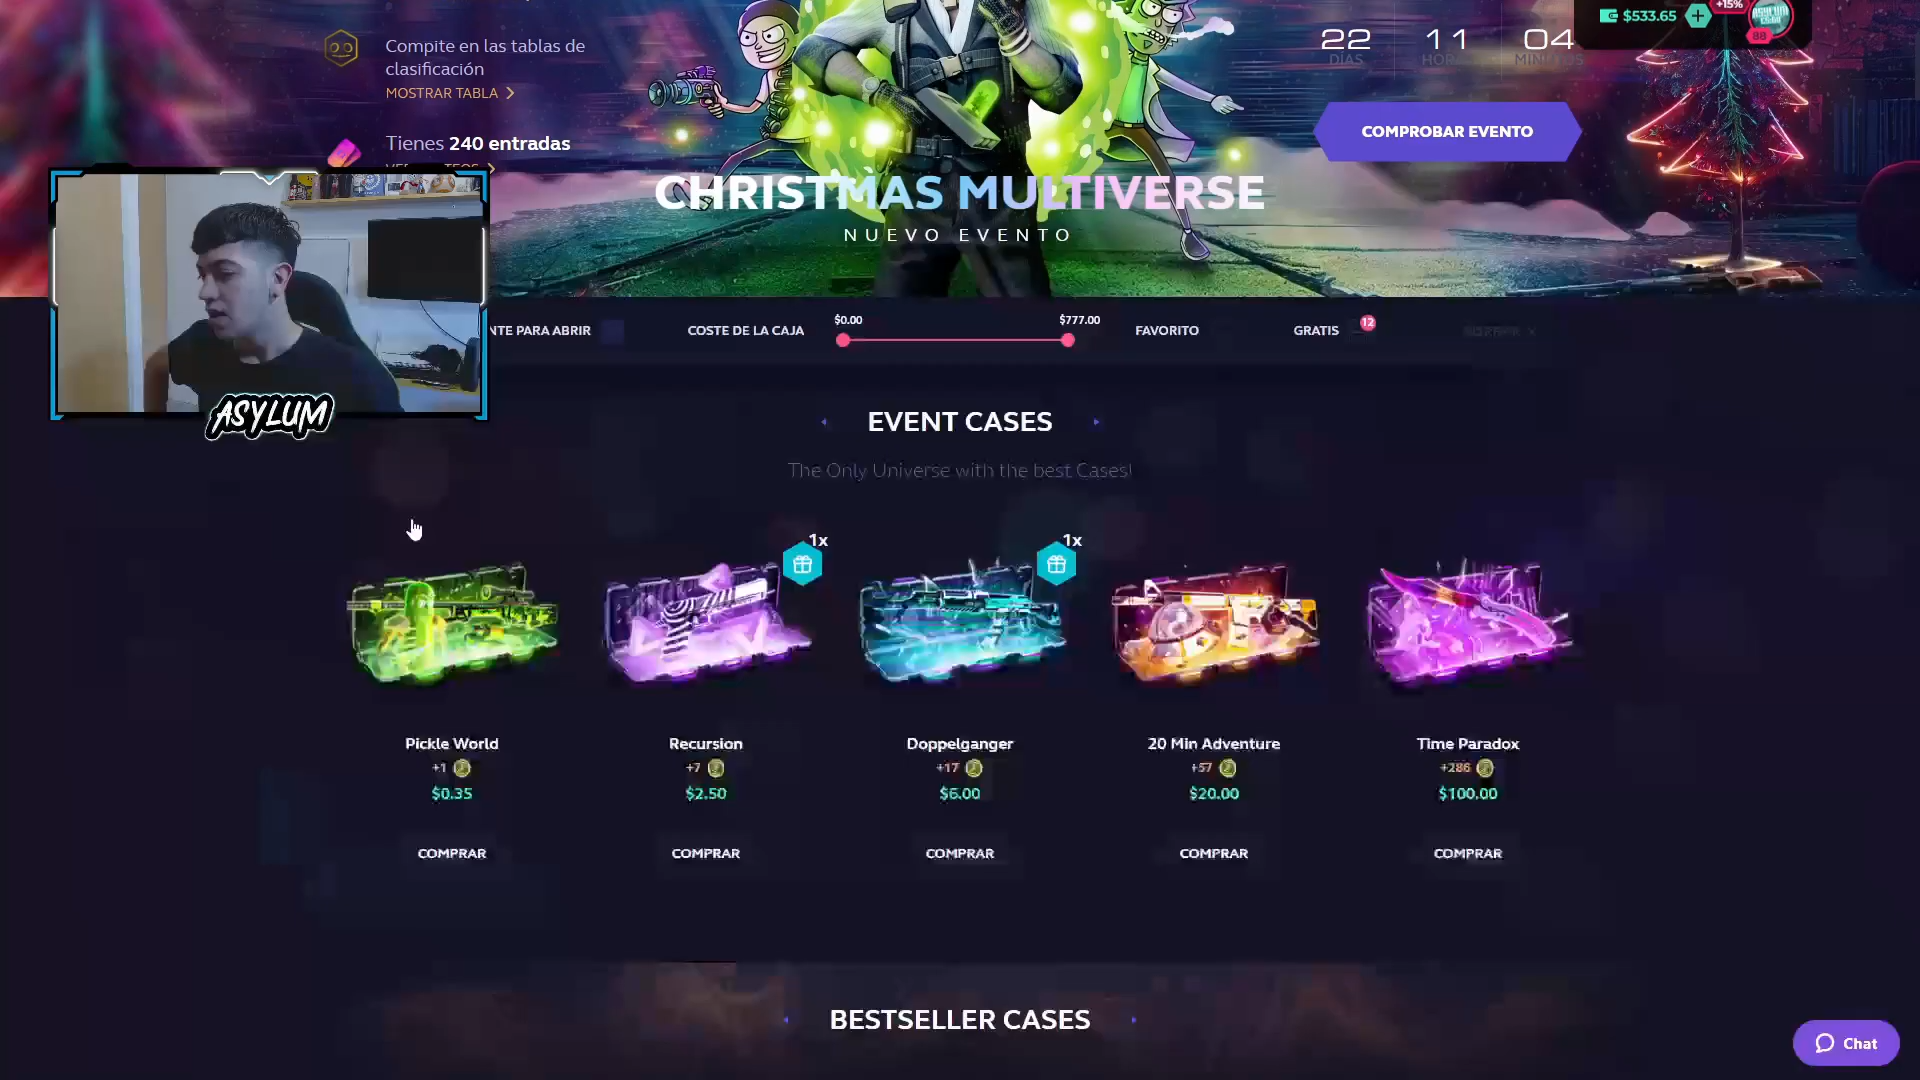 $533.65
+15%
88
22 11 04
DÍAS
Compite en las tablas de
clasificación
MOSTRAR TABLA
COMPROBAR EVENTO
Tienes 240 entradas
CHRISTMAS MULTIVERSE
NUEVO EVENTO
ASYLUM
NTE PARA ABRIR
COSTE DE LA CAJA
$0.00
$777.00
FAVORITO
GRATIS
12
EVENT CASES
The Only Universe with the best Cases!
1x
1x
Pickle World
+1
$0.35
COMPRAR
Recursion
+7
$2.50
COMPRAR
Doppelganger
+17
$6.00
COMPRAR
20 Min Adventure
+57
$20.00
COMPRAR
Time Paradox
+286
$100.00
COMPRAR
BESTSELLER CASES
Chat